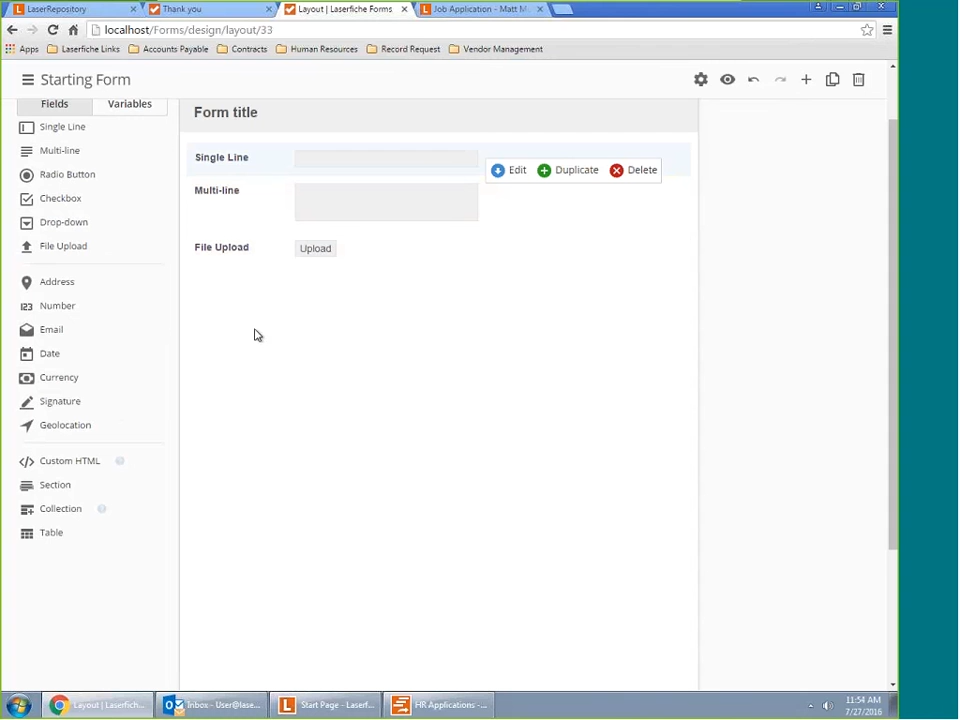 LaserRepository
Thank you
Layout | Laserfiche Forms
Job Application - Matt M
localhost/Forms/design/layout/33
Apps
Laserfiche Links
Accounts Payable
Contracts
Human Resources
Record Request
Vendor Management
Starting Form
Fields
Variables
Form title
Single Line
Multi-line
Radio Button
Checkbox
Drop-down
File Upload
Address
123 Number
Email
Date
Currency
Signature
Geolocation
Custom HTML
Section
Collection
Table
Single Line
Edit
Duplicate
Delete
Multi-line
File Upload
Upload
Layout | Laserfich...
Inbox - User@lase...
Start Page - Laserf...
HR Applications -...
11:54 AM
7/27/2016